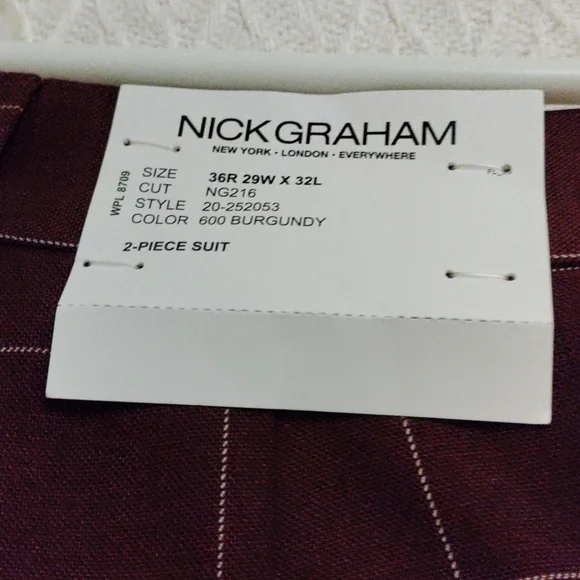 NICKGRAHAM
NEW YORK · LONDON · EVERYWHERE
WPL 8709
SIZE 36R 29W X 32L
CUT NG216
STYLE 20-252053
COLOR 600 BURGUNDY
2-PIECE SUIT